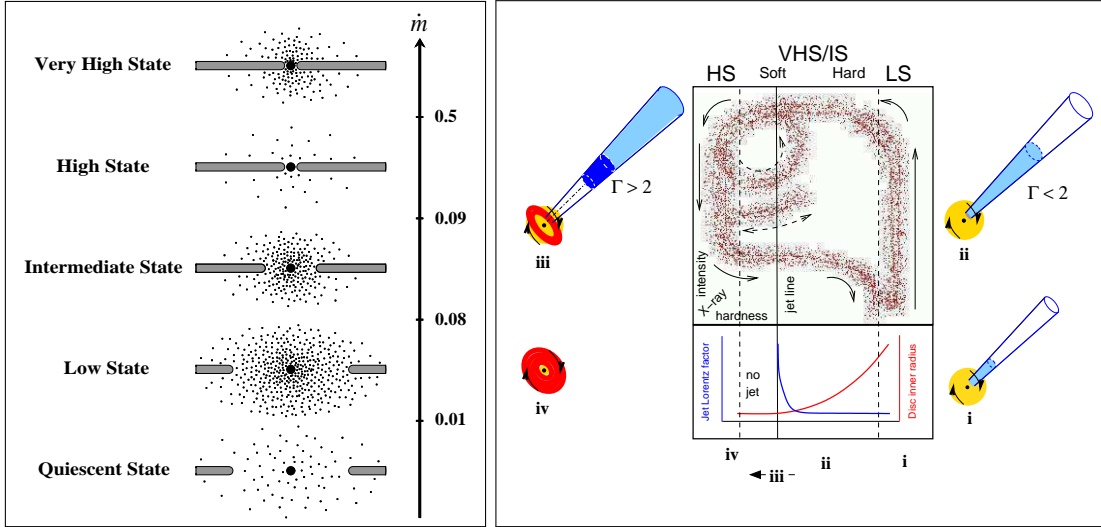 ṁ
Very High State
0.5
High State
0.09
Intermediate State
0.08
Low State
0.01
Quiescent State
VHS/IS
HS
Soft
Hard
LS
Γ > 2
iii
Γ < 2
ii
intensity
X-ray
hardness
jet line
iv
i
Jet Lorentz factor
no
jet
Disc inner radius
iv
iii
ii
i